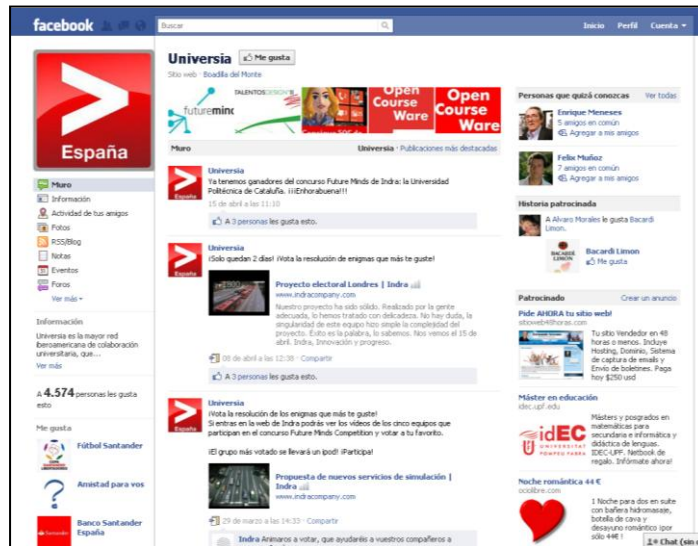 facebook
Buscar
Inicio Perfil Cuenta
España
Muro
Información
Actividad de tus amigos
Fotos
RSS/Blog
Notas
Eventos
Foros
Ver más
Información
Universia es la mayor red
iberoamericana de colaboración
universitaria, que...
Ver más
A 4.574 personas les gusta
esto
Me gusta
Fútbol Santander
Amistad para vos
Banco Santander
España
Universia Me gusta
Sitio web · Boadilla del Monte
futureminc
TALENTOSDESIGN'
Open
Course
Ware
Open
Course
Ware
Muro Universia · Publicaciones más destacadas
Universia
Ya tenemos ganadores del concurso Future Minds de Indra: la Universidad
Politécnica de Cataluña. ¡¡¡Enhorabuena!!!
15 de abril a las 11:10
A 3 personas les gusta esto.
Universia
¡Solo quedan 2 dias! ¡Vota la resolución de enigmas que más te guste!
Proyecto electoral Londres | Indra
www.indracompany.com
Nuestro proyecto ha sido sólido. Realizado por la gente
adecuada, lo hemos tratado con delicadeza. No hay duda, la
singularidad de este equipo hizo simple la complejidad del
proyecto. Éxito es la palabra, lo sabemos. Nos vemos el 15 de
abril. Indra, Innovación y progreso.
08 de abril a las 12:38 · Compartir
A 3 personas les gusta esto.
Universia
¡Vota la resolución de los enigmas que más te guste!
Si entras en la web de Indra podrás ver los vídeos de los cinco equipos que
participan en el concurso Future Minds Competition y votar a tu favorito.
¡El grupo más votado se llevará un ipod! ¡Participa!
Propuesta de nuevos servicios de simulación |
Indra
www.indracompany.com
29 de marzo a las 14:33 · Compartir
Indra Animaros a votar, que ayudaréis a vuestros compañeros a
Personas que quizá conozcas Ver todas
Enrique Meneses
5 amigos en común
Agregar a mis amigos
Felix Muñoz
7 amigos en común
Agregar a mis amigos
Historia patrocinada
A Alvaro Morales le gusta Bacardi
Limon.
Bacardi Limon
Me gusta
Patrocinado Crear un anuncio
Pide AHORA tu sitio web!
sitioweb48horas.com
Tu sitio Vendedor en 48
horas o menos. Incluye
Hosting, Dominio, Sistema
de captura de emails y
Envío de boletines. Paga
hoy $250 usd
Máster en educación
idec.upf.edu
idEC
UNIVERSITAT
POMPEU FABRA
Másters y posgrados en
matemáticas para
secundaria e informática y
didáctica de lenguas.
IDEC-UPF. Netbook de
regalo. Infórmate ahora!
Noche romántica 44 €
ociolibre.com
1 Noche para dos en suite
con bañera hidromasaje,
botella de cava y
desayuno romántico ¡por
sólo 44€ !
Chat (sin